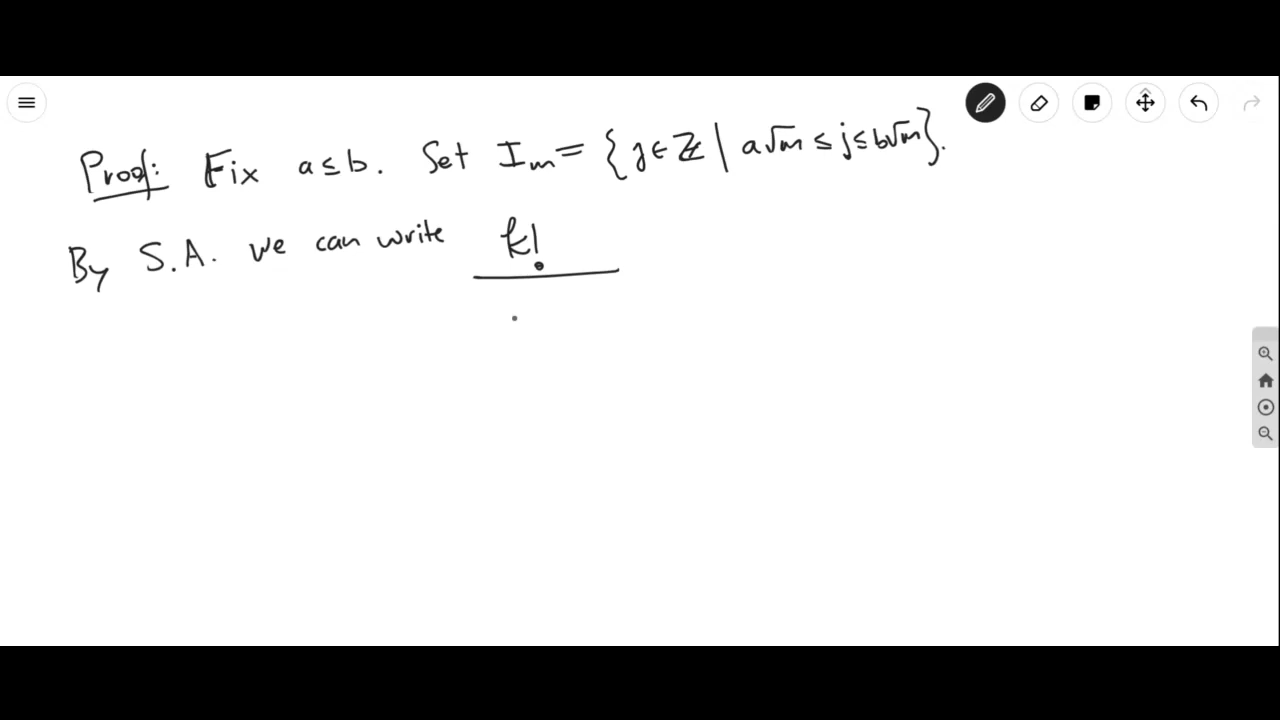 Proof: Fix a ≤ b. Set I_m = {j ∈ ℤ | a√m ≤ j ≤ b√m}.
By S.A. we can write k!